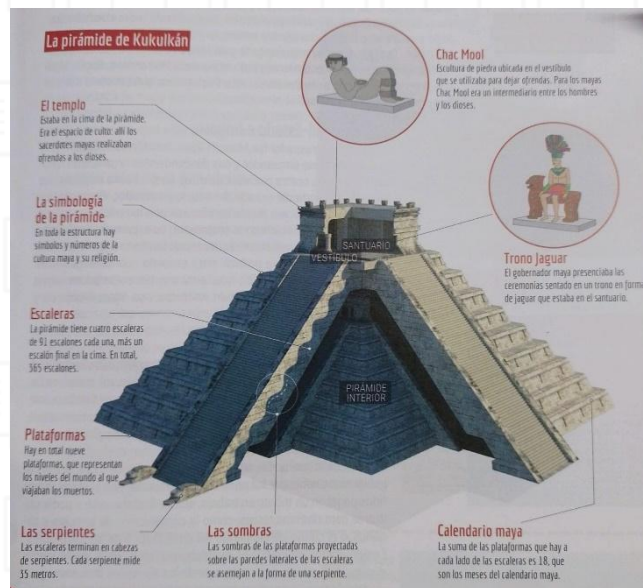 La pirámide de Kukulkán
Chac Mool
Escultura de piedra ubicada en el vestíbulo
que se utilizaba para dejar ofrendas. Para los mayas
Chac Mool era un intermediario entre los hombres
y los dioses.
El templo
Estaba en la cima de la pirámide.
Era el espacio de culto: allí los
sacerdotes mayas realizaban
ofrendas a los dioses.
La simbología
de la pirámide
En toda la estructura hay
símbolos y números de la
cultura maya y su religión.
SANTUARIO
VESTÍBULO
Trono Jaguar
El gobernador maya presenciaba las
ceremonias sentado en un trono en forma
de jaguar que estaba en el santuario.
Escaleras
La pirámide tiene cuatro escaleras
de 91 escalones cada una, más un
escalón final en la cima. En total,
365 escalones.
PIRÁMIDE
INTERIOR
Plataformas
Hay en total nueve
plataformas, que representan
los niveles del mundo al que
viajaban los muertos.
Las serpientes
Las escaleras terminan en cabezas
de serpientes. Cada serpiente mide
35 metros.
Las sombras
Las sombras de las plataformas proyectadas
sobre las paredes laterales de las escaleras
se asemejan a la forma de una serpiente.
Calendario maya
La suma de las plataformas que hay a
cada lado de las escaleras es 18, que
son los meses del calendario maya.